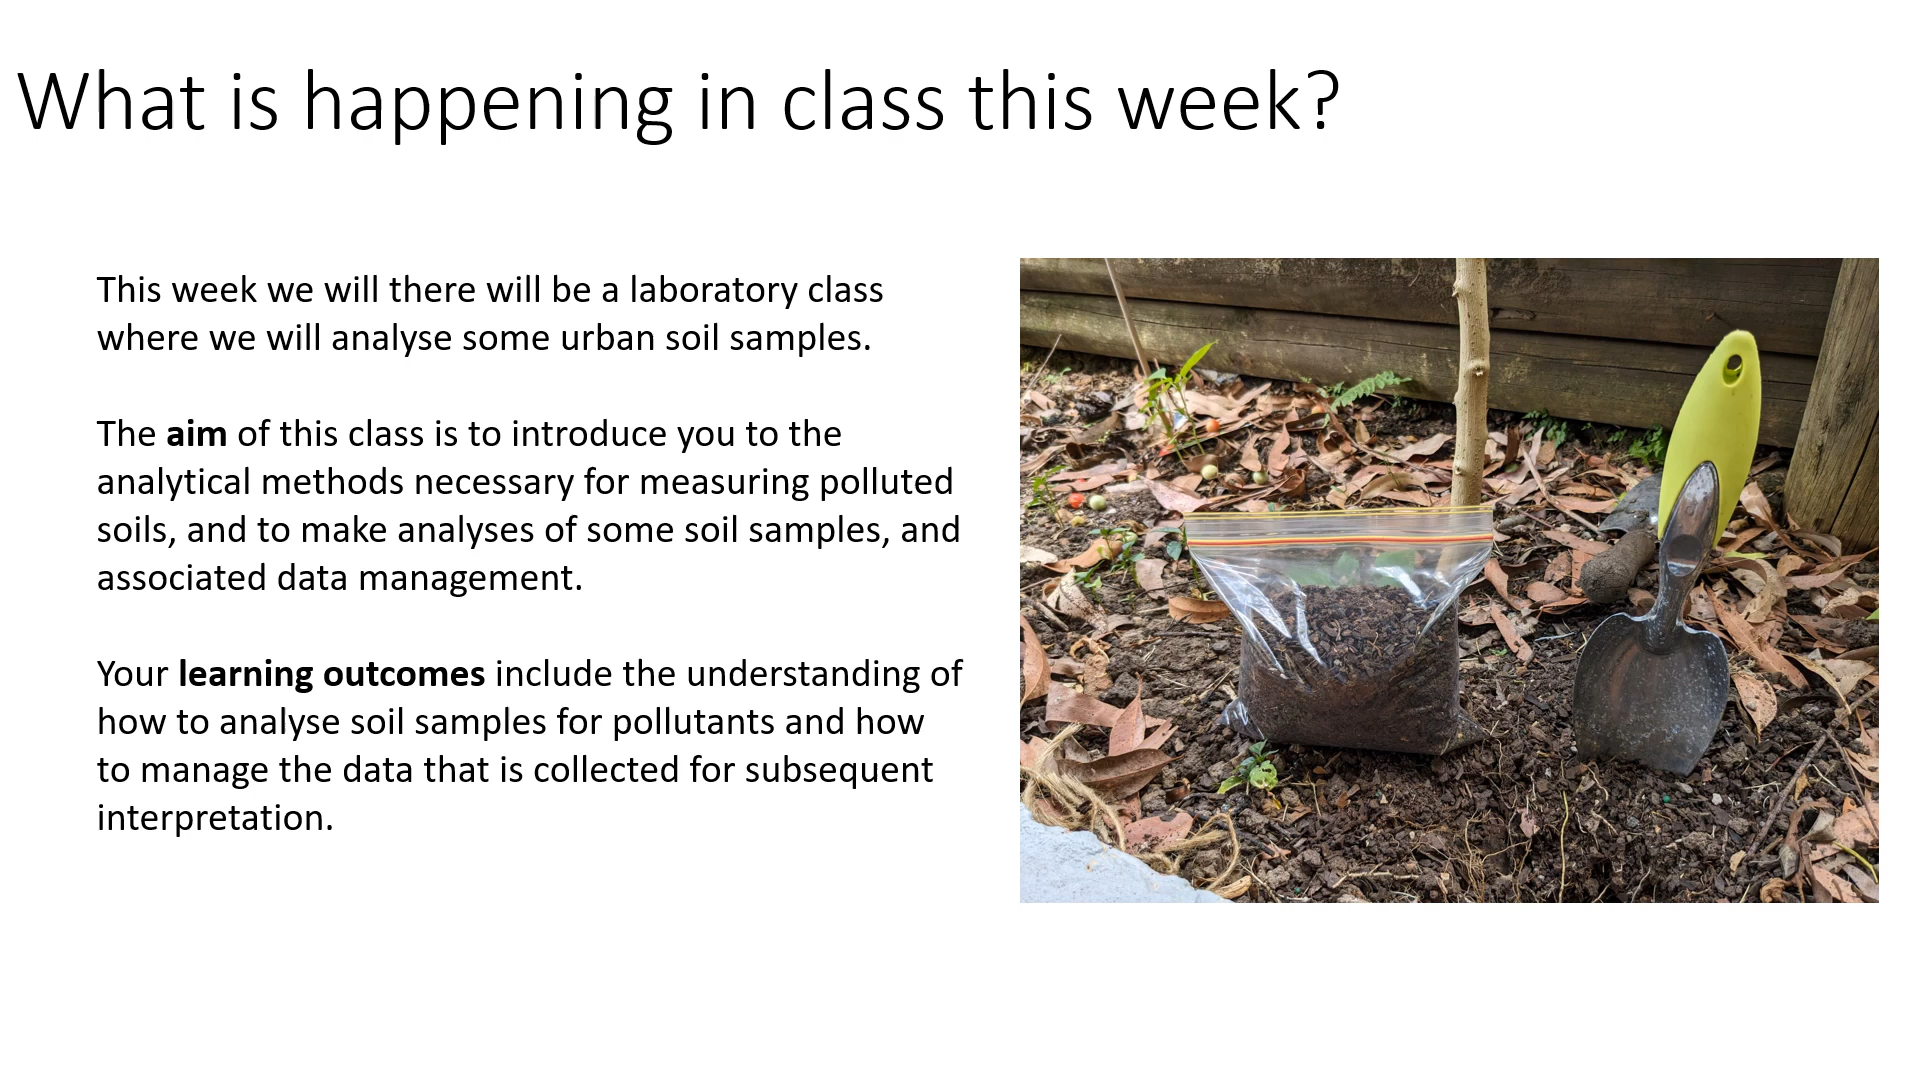 What is happening in class this week?
This week we will there will be a laboratory class
where we will analyse some urban soil samples.
The aim of this class is to introduce you to the
analytical methods necessary for measuring polluted
soils, and to make analyses of some soil samples, and
associated data management.
Your learning outcomes include the understanding of
how to analyse soil samples for pollutants and how
to manage the data that is collected for subsequent
interpretation.